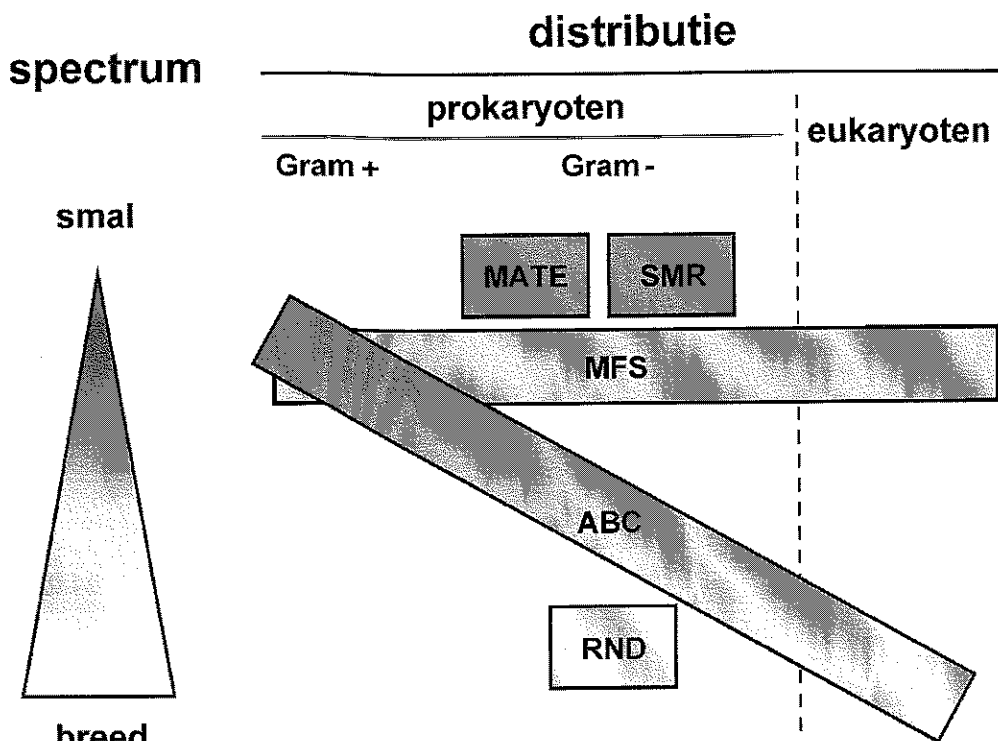 distributie
spectrum
prokaryoten
eukaryoten
Gram +
Gram -
smal
MATE
SMR
MFS
ABC
RND
breed